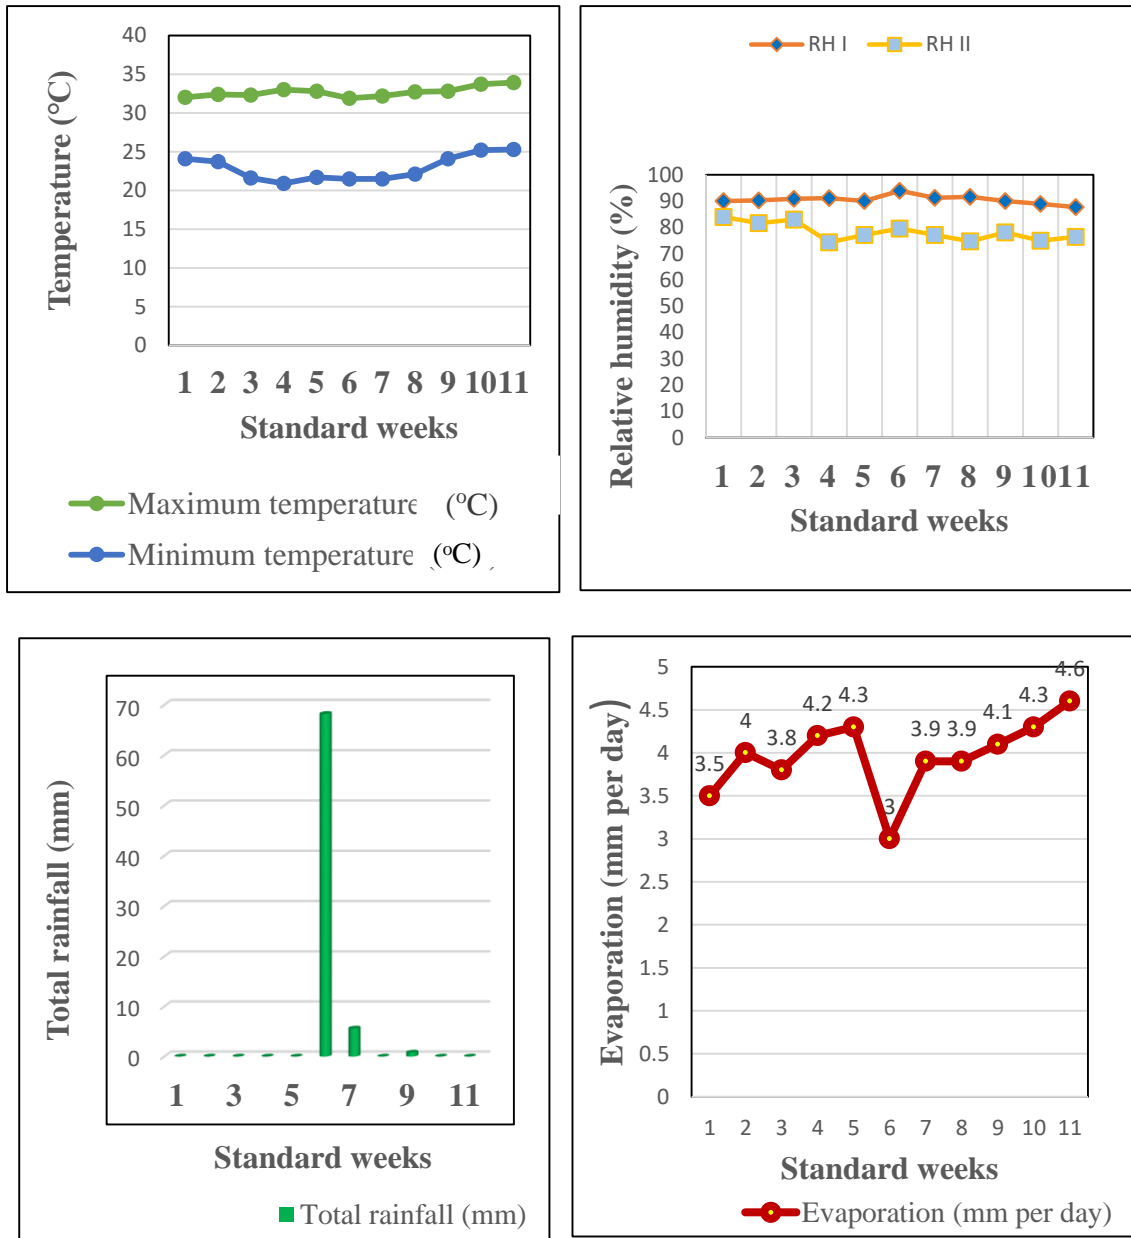 Temperature (°C)
40
35
30
25
20
15
10
5
0
1 2 3 4 5 6 7 8 9 10 11
Standard weeks
Maximum temperature (°C)
Minimum temperature (°C)
RH I RH II
Relative humidity (%)
100
90
80
70
60
50
40
30
20
10
0
1 2 3 4 5 6 7 8 9 10 11
Standard weeks
Total rainfall (mm)
70
60
50
40
30
20
10
0
1 3 5 7 9 11
Standard weeks
Total rainfall (mm)
Evaporation (mm per day)
5
4.5
4
3.5
3
2.5
2
1.5
1
0.5
0
3.5 4 3.8 4.2 4.3 3 3.9 3.9 4.1 4.3 4.6
1 2 3 4 5 6 7 8 9 10 11
Standard weeks
Evaporation (mm per day)